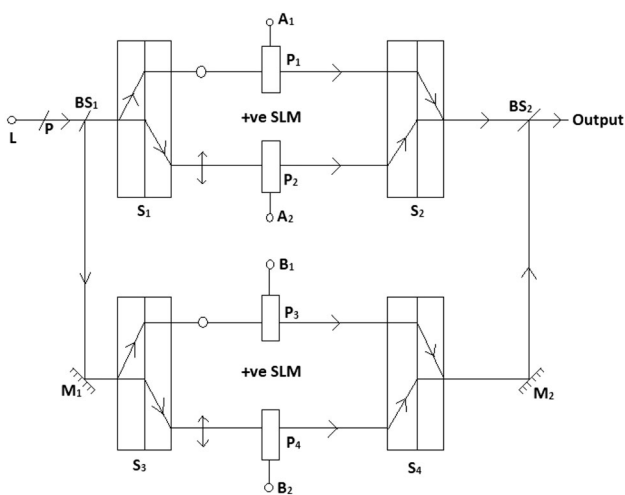 A1
P1
BS1
BS2
L
P
+ve SLM
Output
P2
S1
S2
A2
B1
P3
M1
+ve SLM
M2
P4
S3
S4
B2